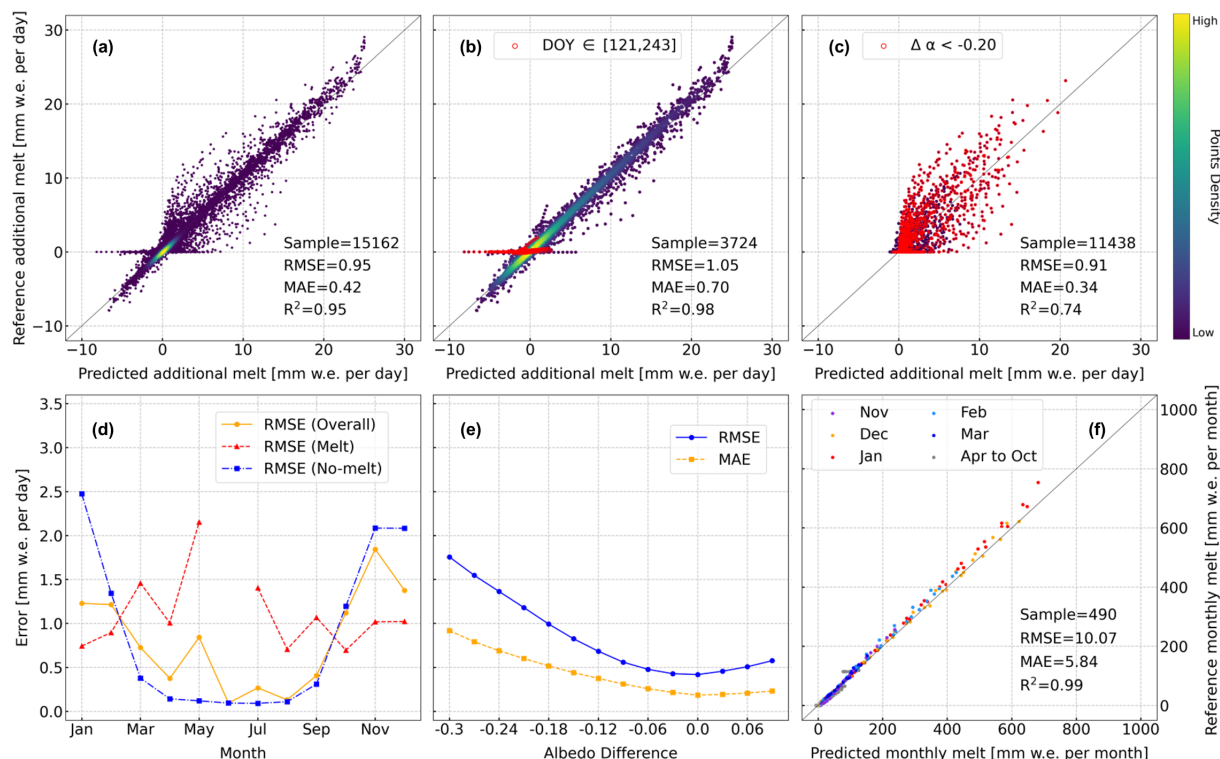 (a)
Reference additional melt [mm w.e. per day]
30
20
10
0
−10
Sample=15162
RMSE=0.95
MAE=0.42
R²=0.95
−10 0 10 20 30
Predicted additional melt [mm w.e. per day]
(b)
DOY ∈ [121,243]
Sample=3724
RMSE=1.05
MAE=0.70
R²=0.98
−10 0 10 20 30
Predicted additional melt [mm w.e. per day]
(c)
Δ α < -0.20
Sample=11438
RMSE=0.91
MAE=0.34
R²=0.74
−10 0 10 20 30
Predicted additional melt [mm w.e. per day]
High
Points Density
Low
(d)
Error [mm w.e. per day]
3.5
3.0
2.5
2.0
1.5
1.0
0.5
0.0
RMSE (Overall)
RMSE (Melt)
RMSE (No-melt)
Jan Mar May Jul Sep Nov
Month
(e)
RMSE
MAE
-0.3 -0.24 -0.18 -0.12 -0.06 0.0 0.06
Albedo Difference
(f)
Nov
Dec
Jan
Feb
Mar
Apr to Oct
Sample=490
RMSE=10.07
MAE=5.84
R²=0.99
1000
800
600
400
200
0
Reference monthly melt [mm w.e. per month]
0 200 400 600 800 1000
Predicted monthly melt [mm w.e. per month]